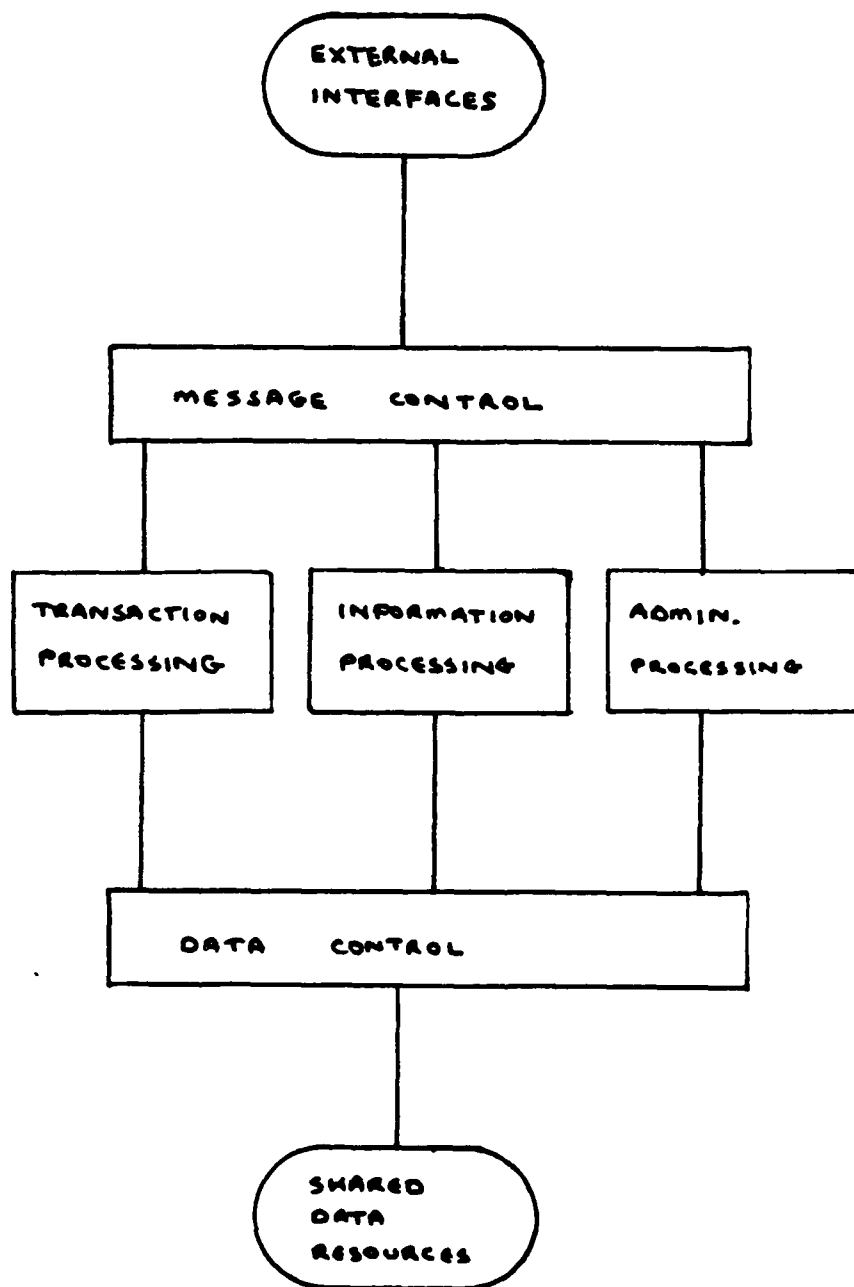 EXTERNAL
INTERFACES
MESSAGE CONTROL
TRANSACTION
PROCESSING
INFORMATION
PROCESSING
ADMIN.
PROCESSING
DATA CONTROL
SHARED
DATA
RESOURCES